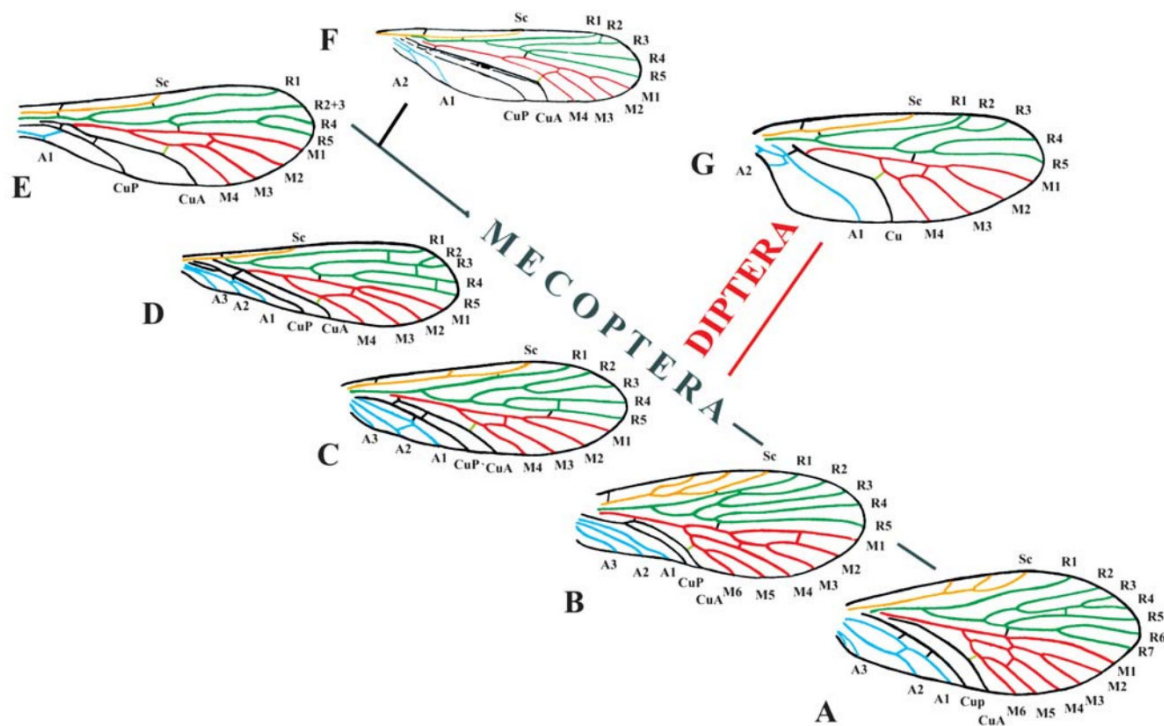 F
Sc
R1
R2
R3
R4
R5
M1
M2
M3
M4
CuA
CuP
A1
A2
E
Sc
R1
R2+3
R4
R5
M1
M2
M3
M4
CuA
CuP
A1
G
Sc
R1
R2
R3
R4
R5
M1
M2
M3
M4
Cu
A1
A2
MECOPTERA
DIPTERA
D
Sc
R1
R2
R3
R4
R5
M1
M2
M3
M4
CuA
CuP
A1
A2
A3
C
Sc
R1
R2
R3
R4
R5
M1
M2
M3
M4
CuA
CuP
A1
A2
A3
B
Sc
R1
R2
R3
R4
R5
M1
M2
M3
M4
M5
M6
CuA
CuP
A1
A2
A3
A
Sc
R1
R2
R3
R4
R5
R6
R7
M1
M2
M3
M4
M5
M6
CuA
Cup
A1
A2
A3